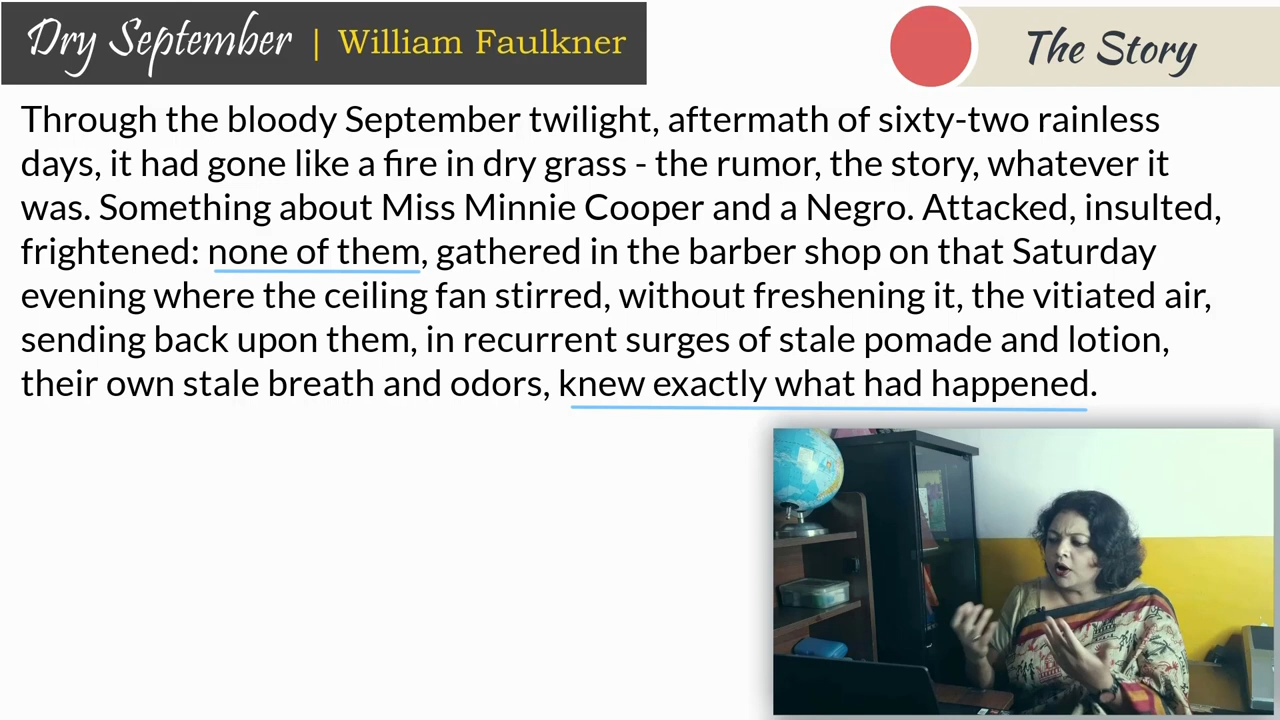 Dry September | William Faulkner
The Story
Through the bloody September twilight, aftermath of sixty-two rainless
days, it had gone like a fire in dry grass - the rumor, the story, whatever it
was. Something about Miss Minnie Cooper and a Negro. Attacked, insulted,
frightened: none of them, gathered in the barber shop on that Saturday
evening where the ceiling fan stirred, without freshening it, the vitiated air,
sending back upon them, in recurrent surges of stale pomade and lotion,
their own stale breath and odors, knew exactly what had happened.